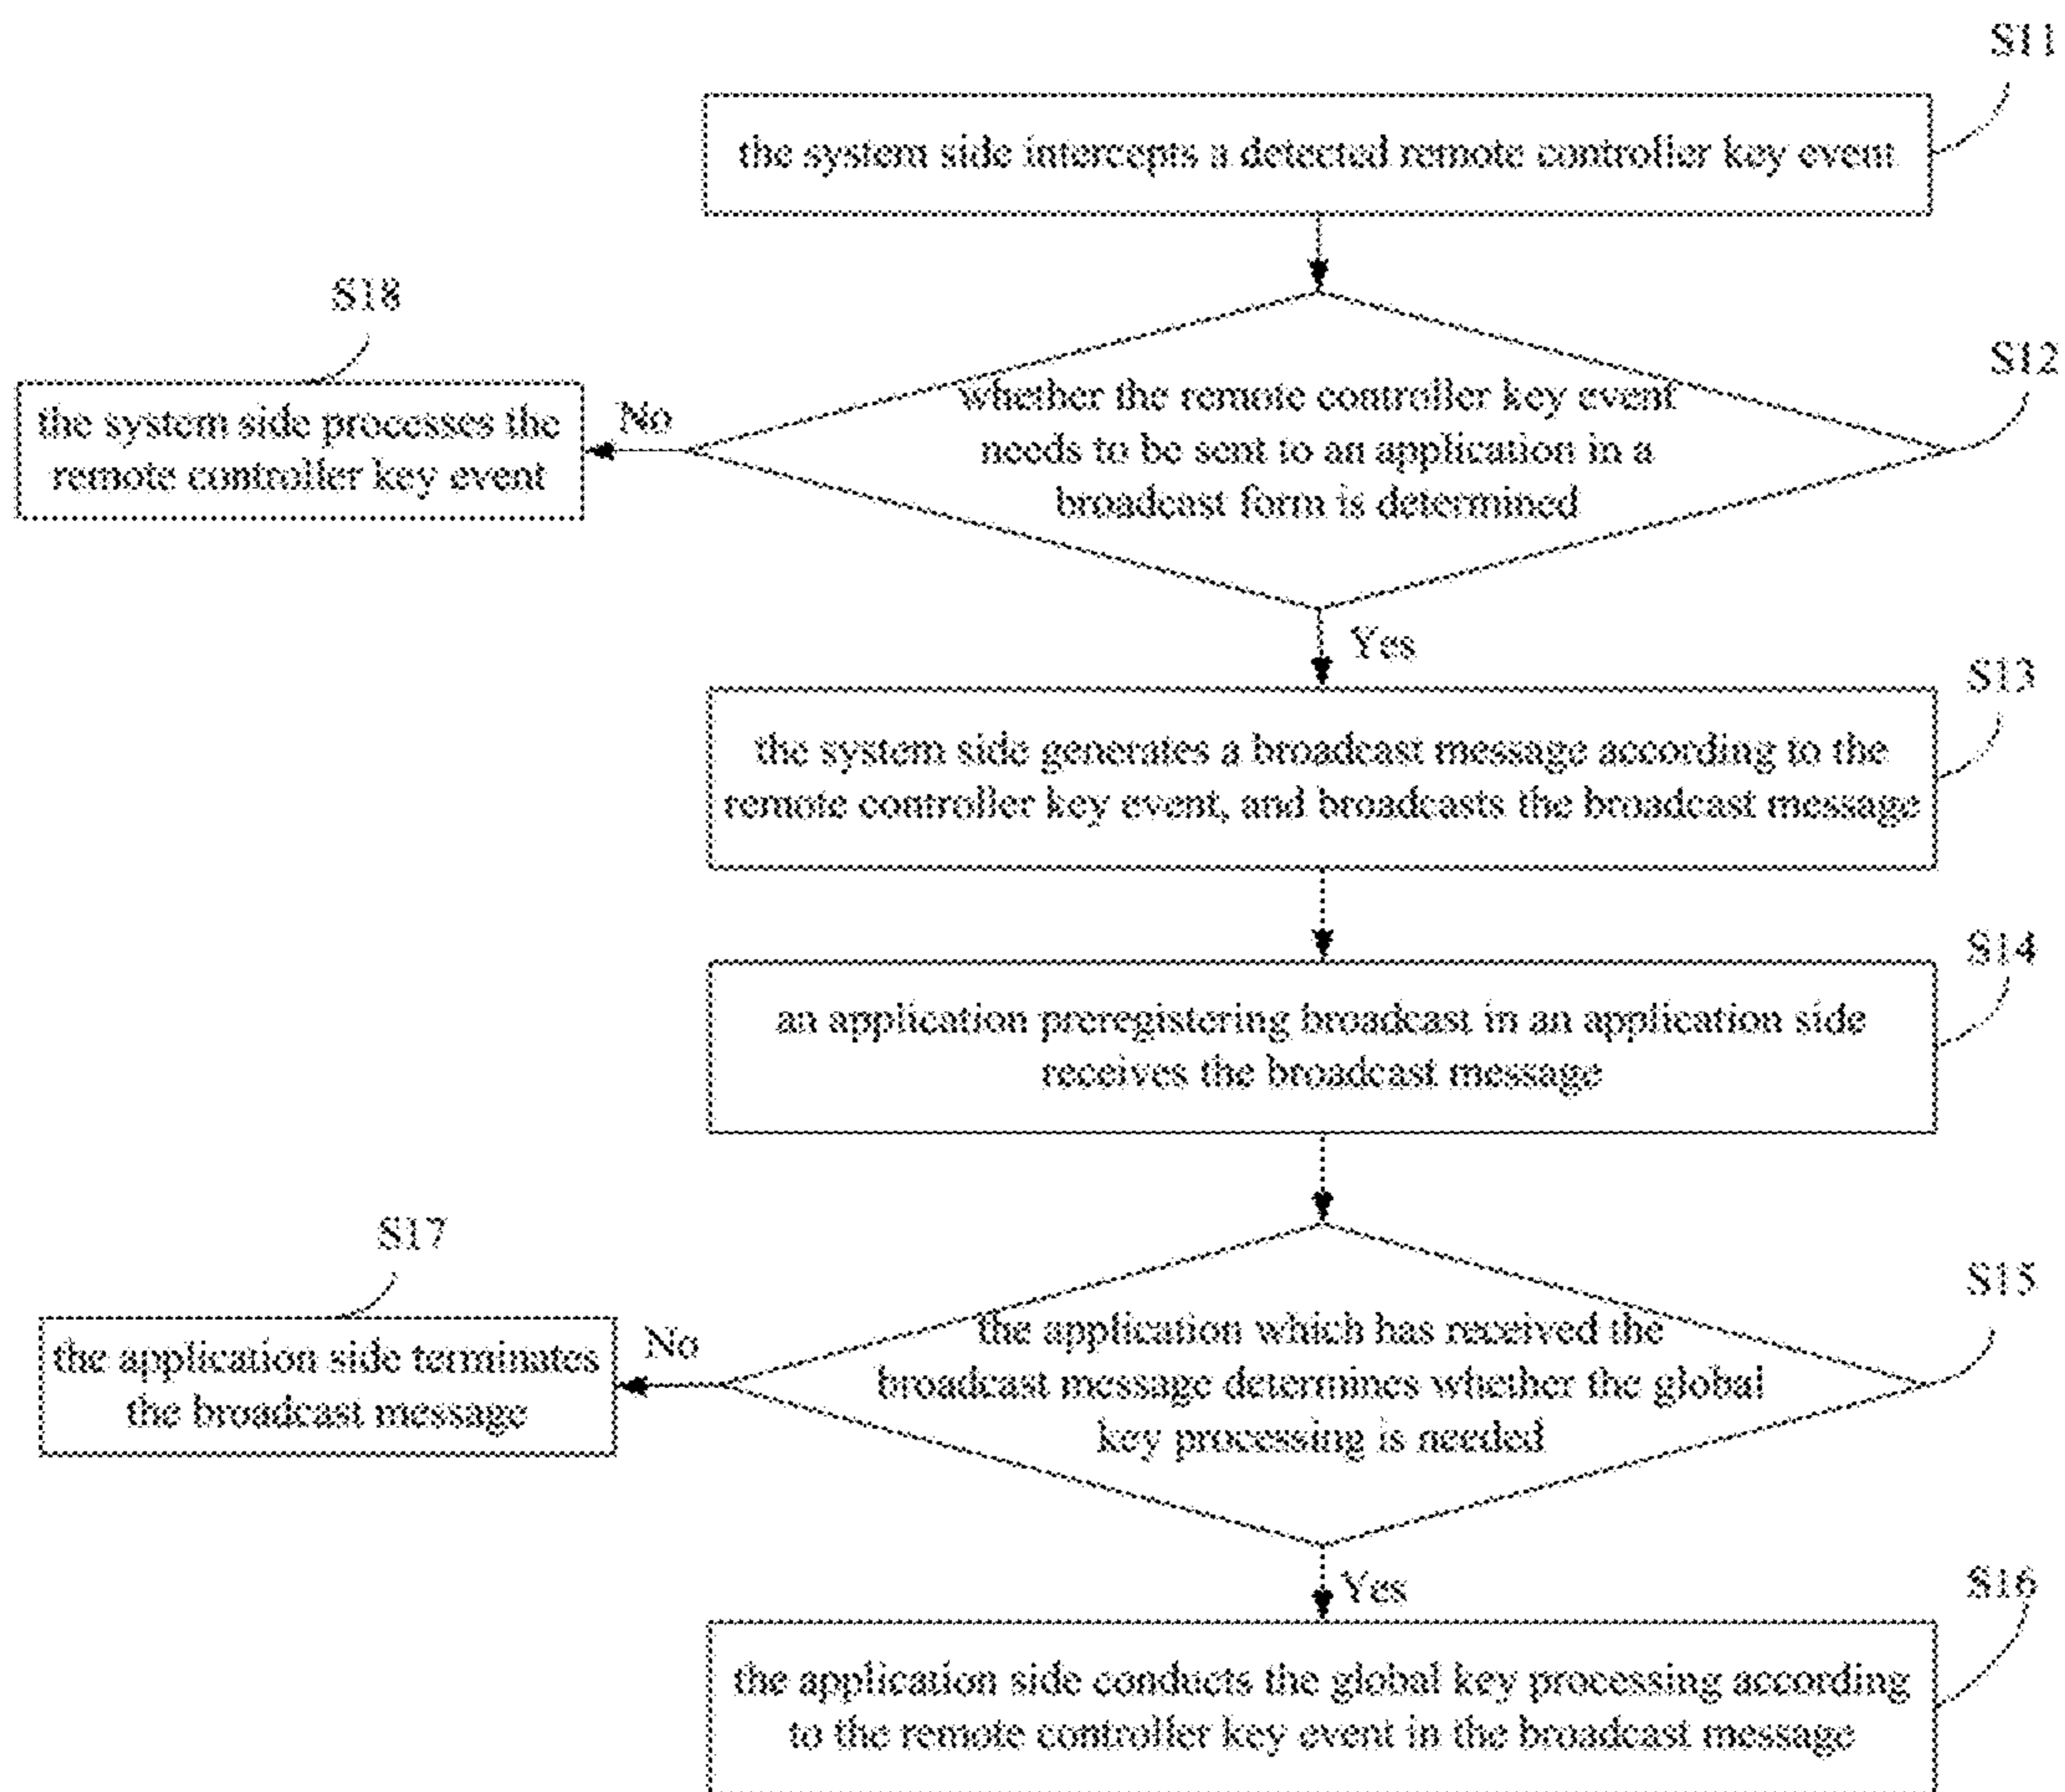 S11
the system side intercepts a detected remote controller key event
S18
the system side processes the
remote controller key event
No
S12
whether the remote controller key event
needs to be sent to an application in a
broadcast form is determined
Yes
S13
the system side generates a broadcast message according to the
remote controller key event, and broadcasts the broadcast message
S14
an application preregistering broadcast in an application side
receives the broadcast message
S17
the application side terminates
the broadcast message
No
S15
the application which has received the
broadcast message determines whether the global
key processing is needed
Yes
S16
the application side conducts the global key processing according
to the remote controller key event in the broadcast message